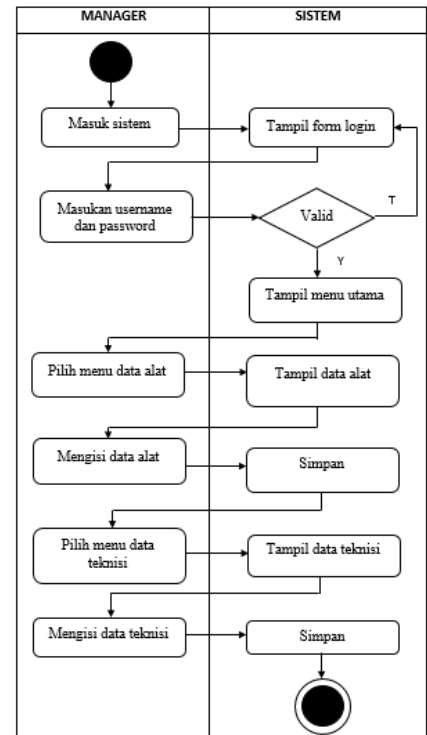 MANAGER
SISTEM
Masuk sistem
Tampil form login
Masukan username
dan password
Valid
T
Y
Tampil menu utama
Pilih menu data alat
Tampil data alat
Mengisi data alat
Simpan
Pilih menu data
teknisi
Tampil data teknisi
Mengisi data teknisi
Simpan